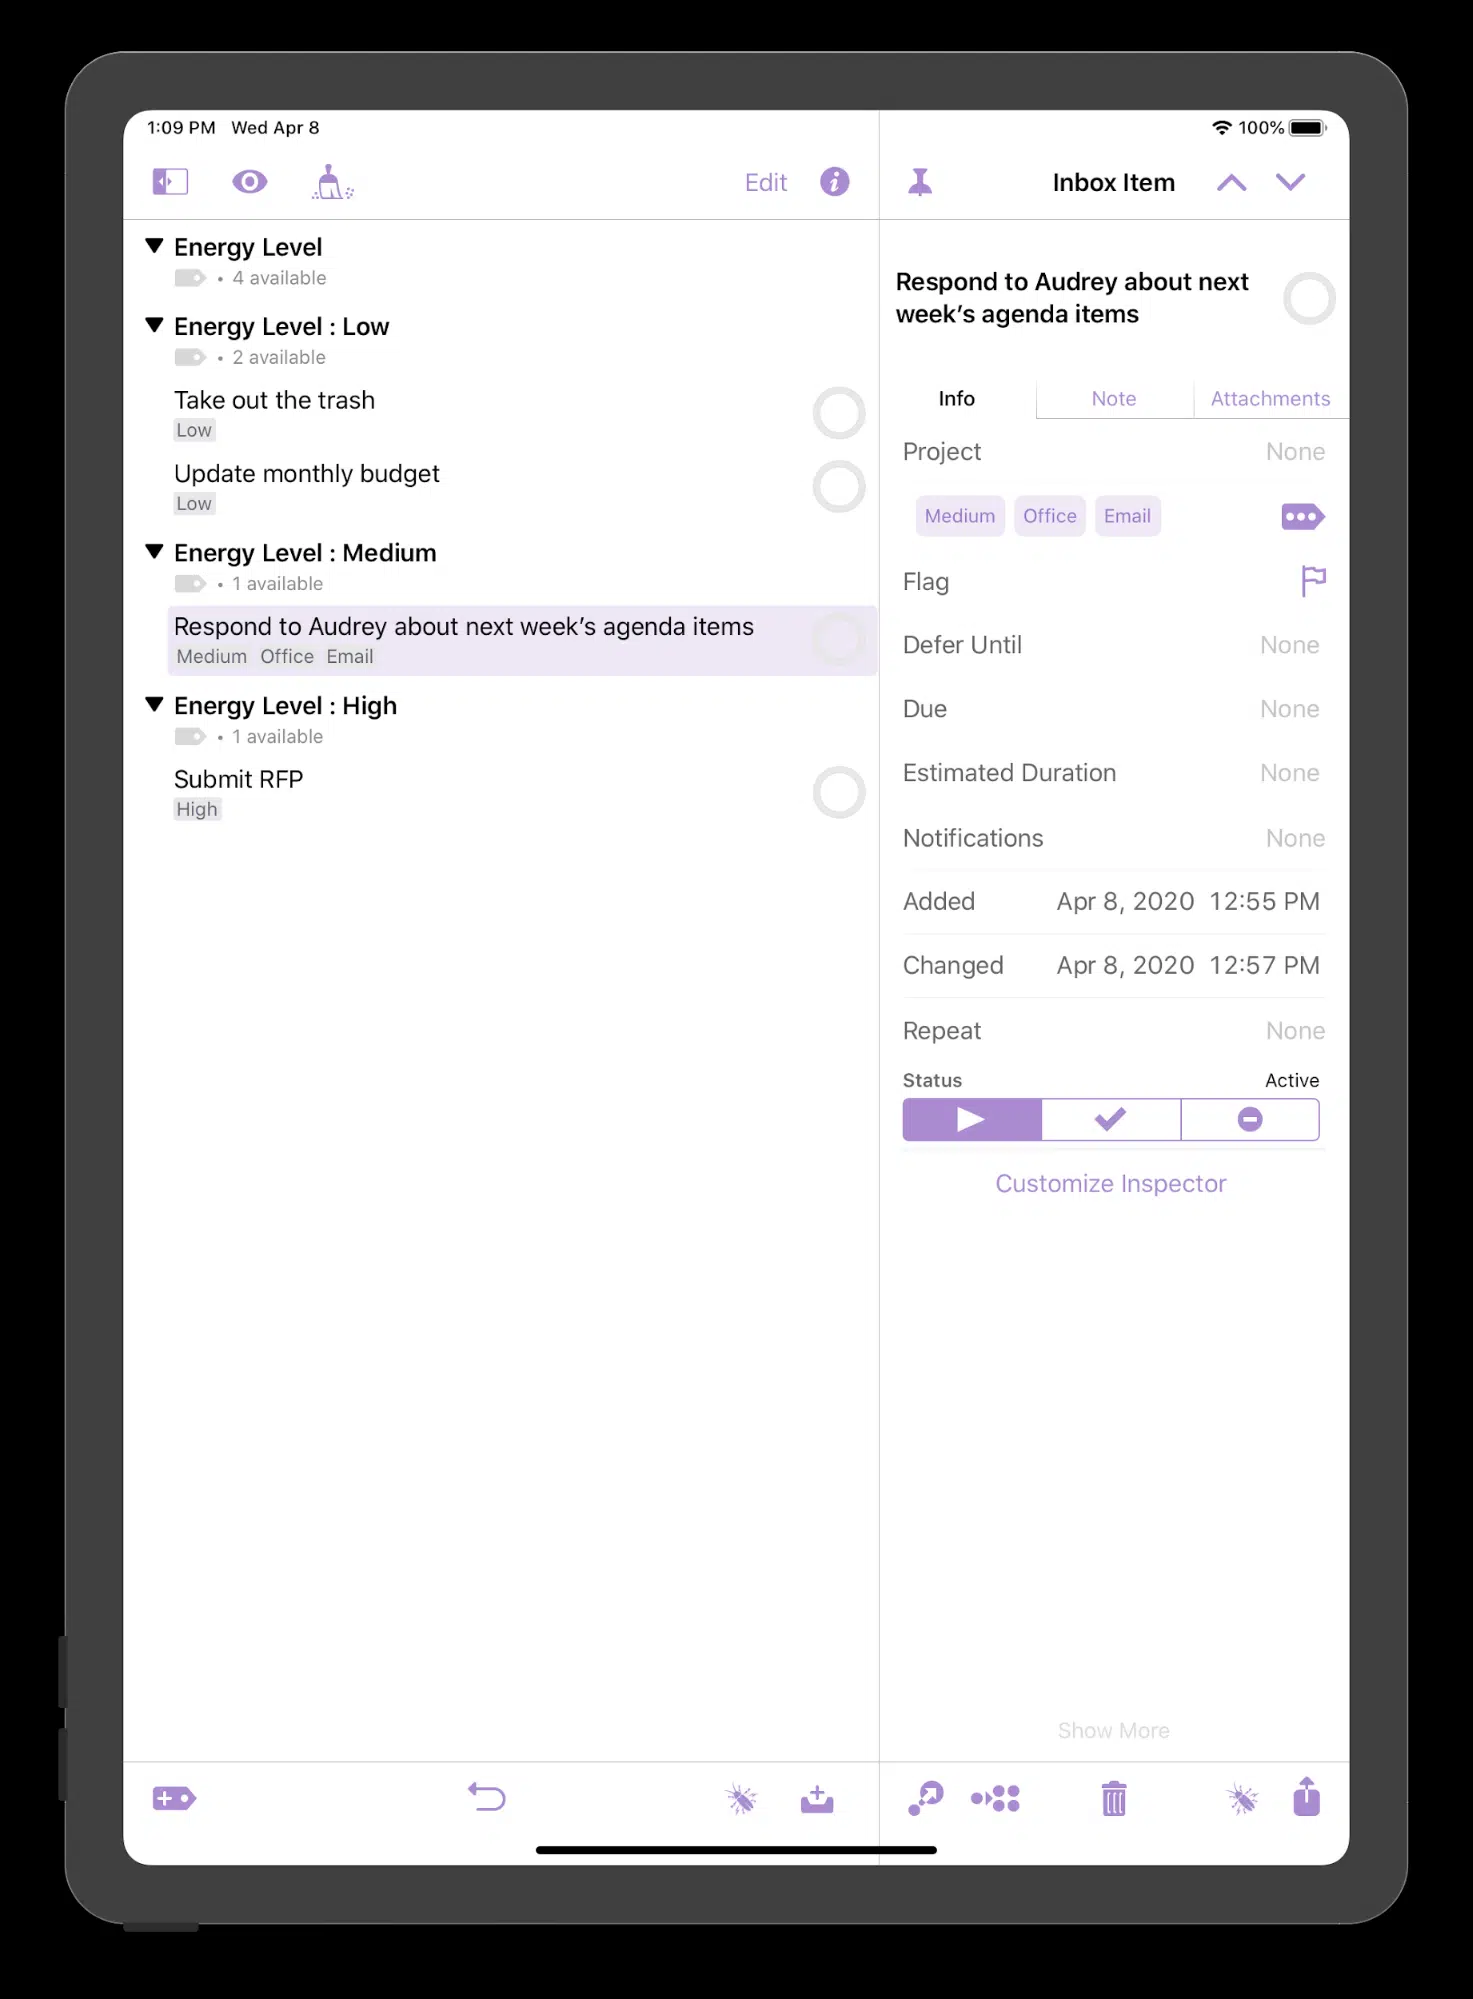 1:09 PM Wed Apr 8
100%
Edit
Inbox Item
Energy Level
• 4 available
Energy Level : Low
• 2 available
Take out the trash
Low
Update monthly budget
Low
Energy Level : Medium
• 1 available
Respond to Audrey about next week’s agenda items
Medium Office Email
Energy Level : High
• 1 available
Submit RFP
High
Respond to Audrey about next
week’s agenda items
Info Note Attachments
Project None
Medium Office Email
Flag
Defer Until None
Due None
Estimated Duration None
Notifications None
Added Apr 8, 2020 12:55 PM
Changed Apr 8, 2020 12:57 PM
Repeat None
Status Active
Customize Inspector
Show More